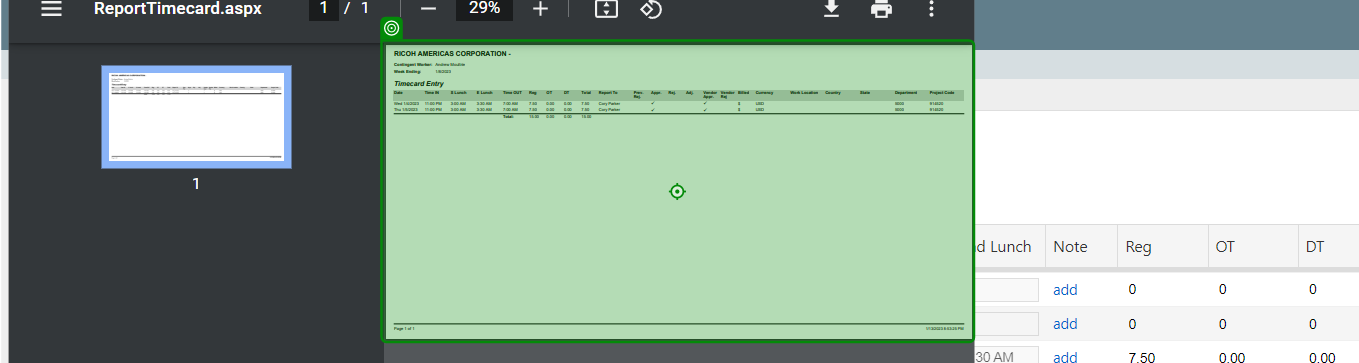 ReportTimecard.aspx 1 / 1 — 29% +
RICOH AMERICAS CORPORATION -
Contingent Worker: Andrew Moultrie
Week Ending: 1/8/2023
Timecard Entry
Date Time IN S Lunch E Lunch Time OUT Reg OT DT Total Report To Prev. Rej. Appr. Rej. Adj. Vendor Appr. Vendor Rej Billed Currency Work Location Country State Department Project Code
Wed 1/4/2023 11:00 PM 3:00 AM 3:30 AM 7:00 AM 7.50 0.00 0.00 7.50 Cory Parker ✓ ✓ $ USD
Thu 1/5/2023 11:00 PM 3:00 AM 3:30 AM 7:00 AM 7.50 0.00 0.00 7.50 Cory Parker ✓ ✓ $ USD
Total: 15.00 0.00 0.00 15.00
Page 1 of 1
1
d Lunch Note Reg OT DT
add 0 0 0
add 0 0 0
30 AM add 7.50 0.00 0.00